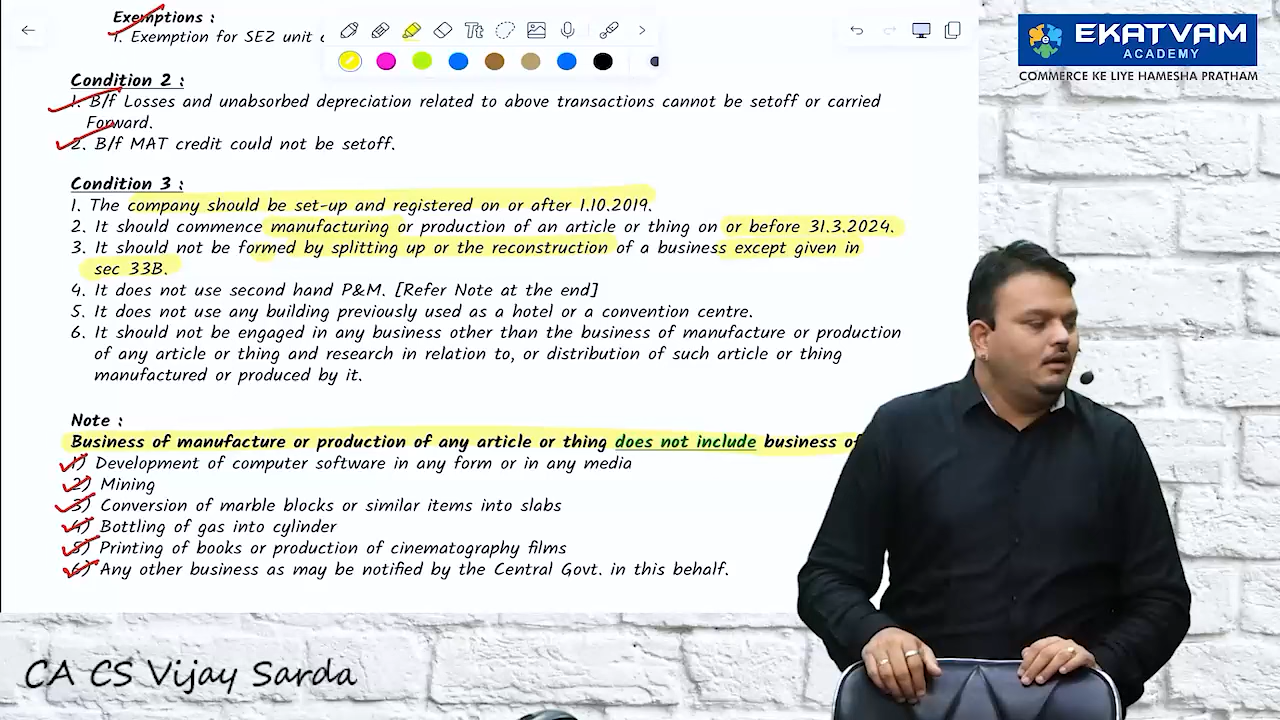 Exemptions :
1. Exemption for SEZ unit
Tt
EKATVAM
ACADEMY
COMMERCE KE LIYE HAMESHA PRATHAM
Condition 2 :
1. B/f Losses and unabsorbed depreciation related to above transactions cannot be setoff or carried
Forward.
2. B/f MAT credit could not be setoff.
Condition 3 :
1. The company should be set-up and registered on or after 1.10.2019.
2. It should commence manufacturing or production of an article or thing on or before 31.3.2024.
3. It should not be formed by splitting up or the reconstruction of a business except given in
sec 33B.
4. It does not use second hand P&M. [Refer Note at the end]
5. It does not use any building previously used as a hotel or a convention centre.
6. It should not be engaged in any business other than the business of manufacture or production
of any article or thing and research in relation to, or distribution of such article or thing
manufactured or produced by it.
Note :
Business of manufacture or production of any article or thing does not include business of
1) Development of computer software in any form or in any media
2) Mining
3) Conversion of marble blocks or similar items into slabs
4) Bottling of gas into cylinder
5) Printing of books or production of cinematography films
6) Any other business as may be notified by the Central Govt. in this behalf.
CA CS Vijay Sarda